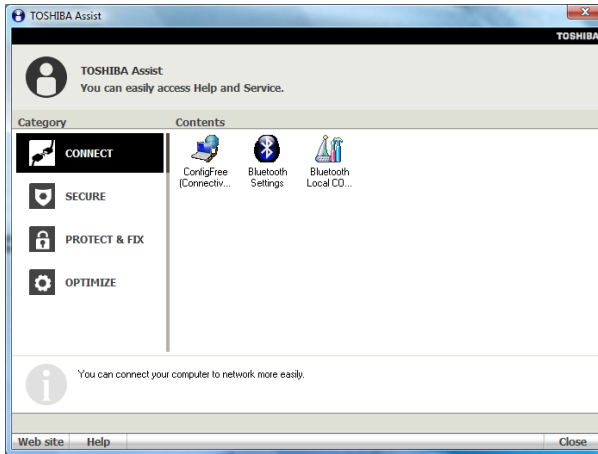 TOSHIBA Assist
TOSHIBA
TOSHIBA Assist
You can easily access Help and Service.
Category
Contents
CONNECT
SECURE
PROTECT & FIX
OPTIMIZE
ConfigFree
(Connectiv...
Bluetooth
Settings
Bluetooth
Local CO...
You can connect your computer to network more easily.
Web site
Help
Close